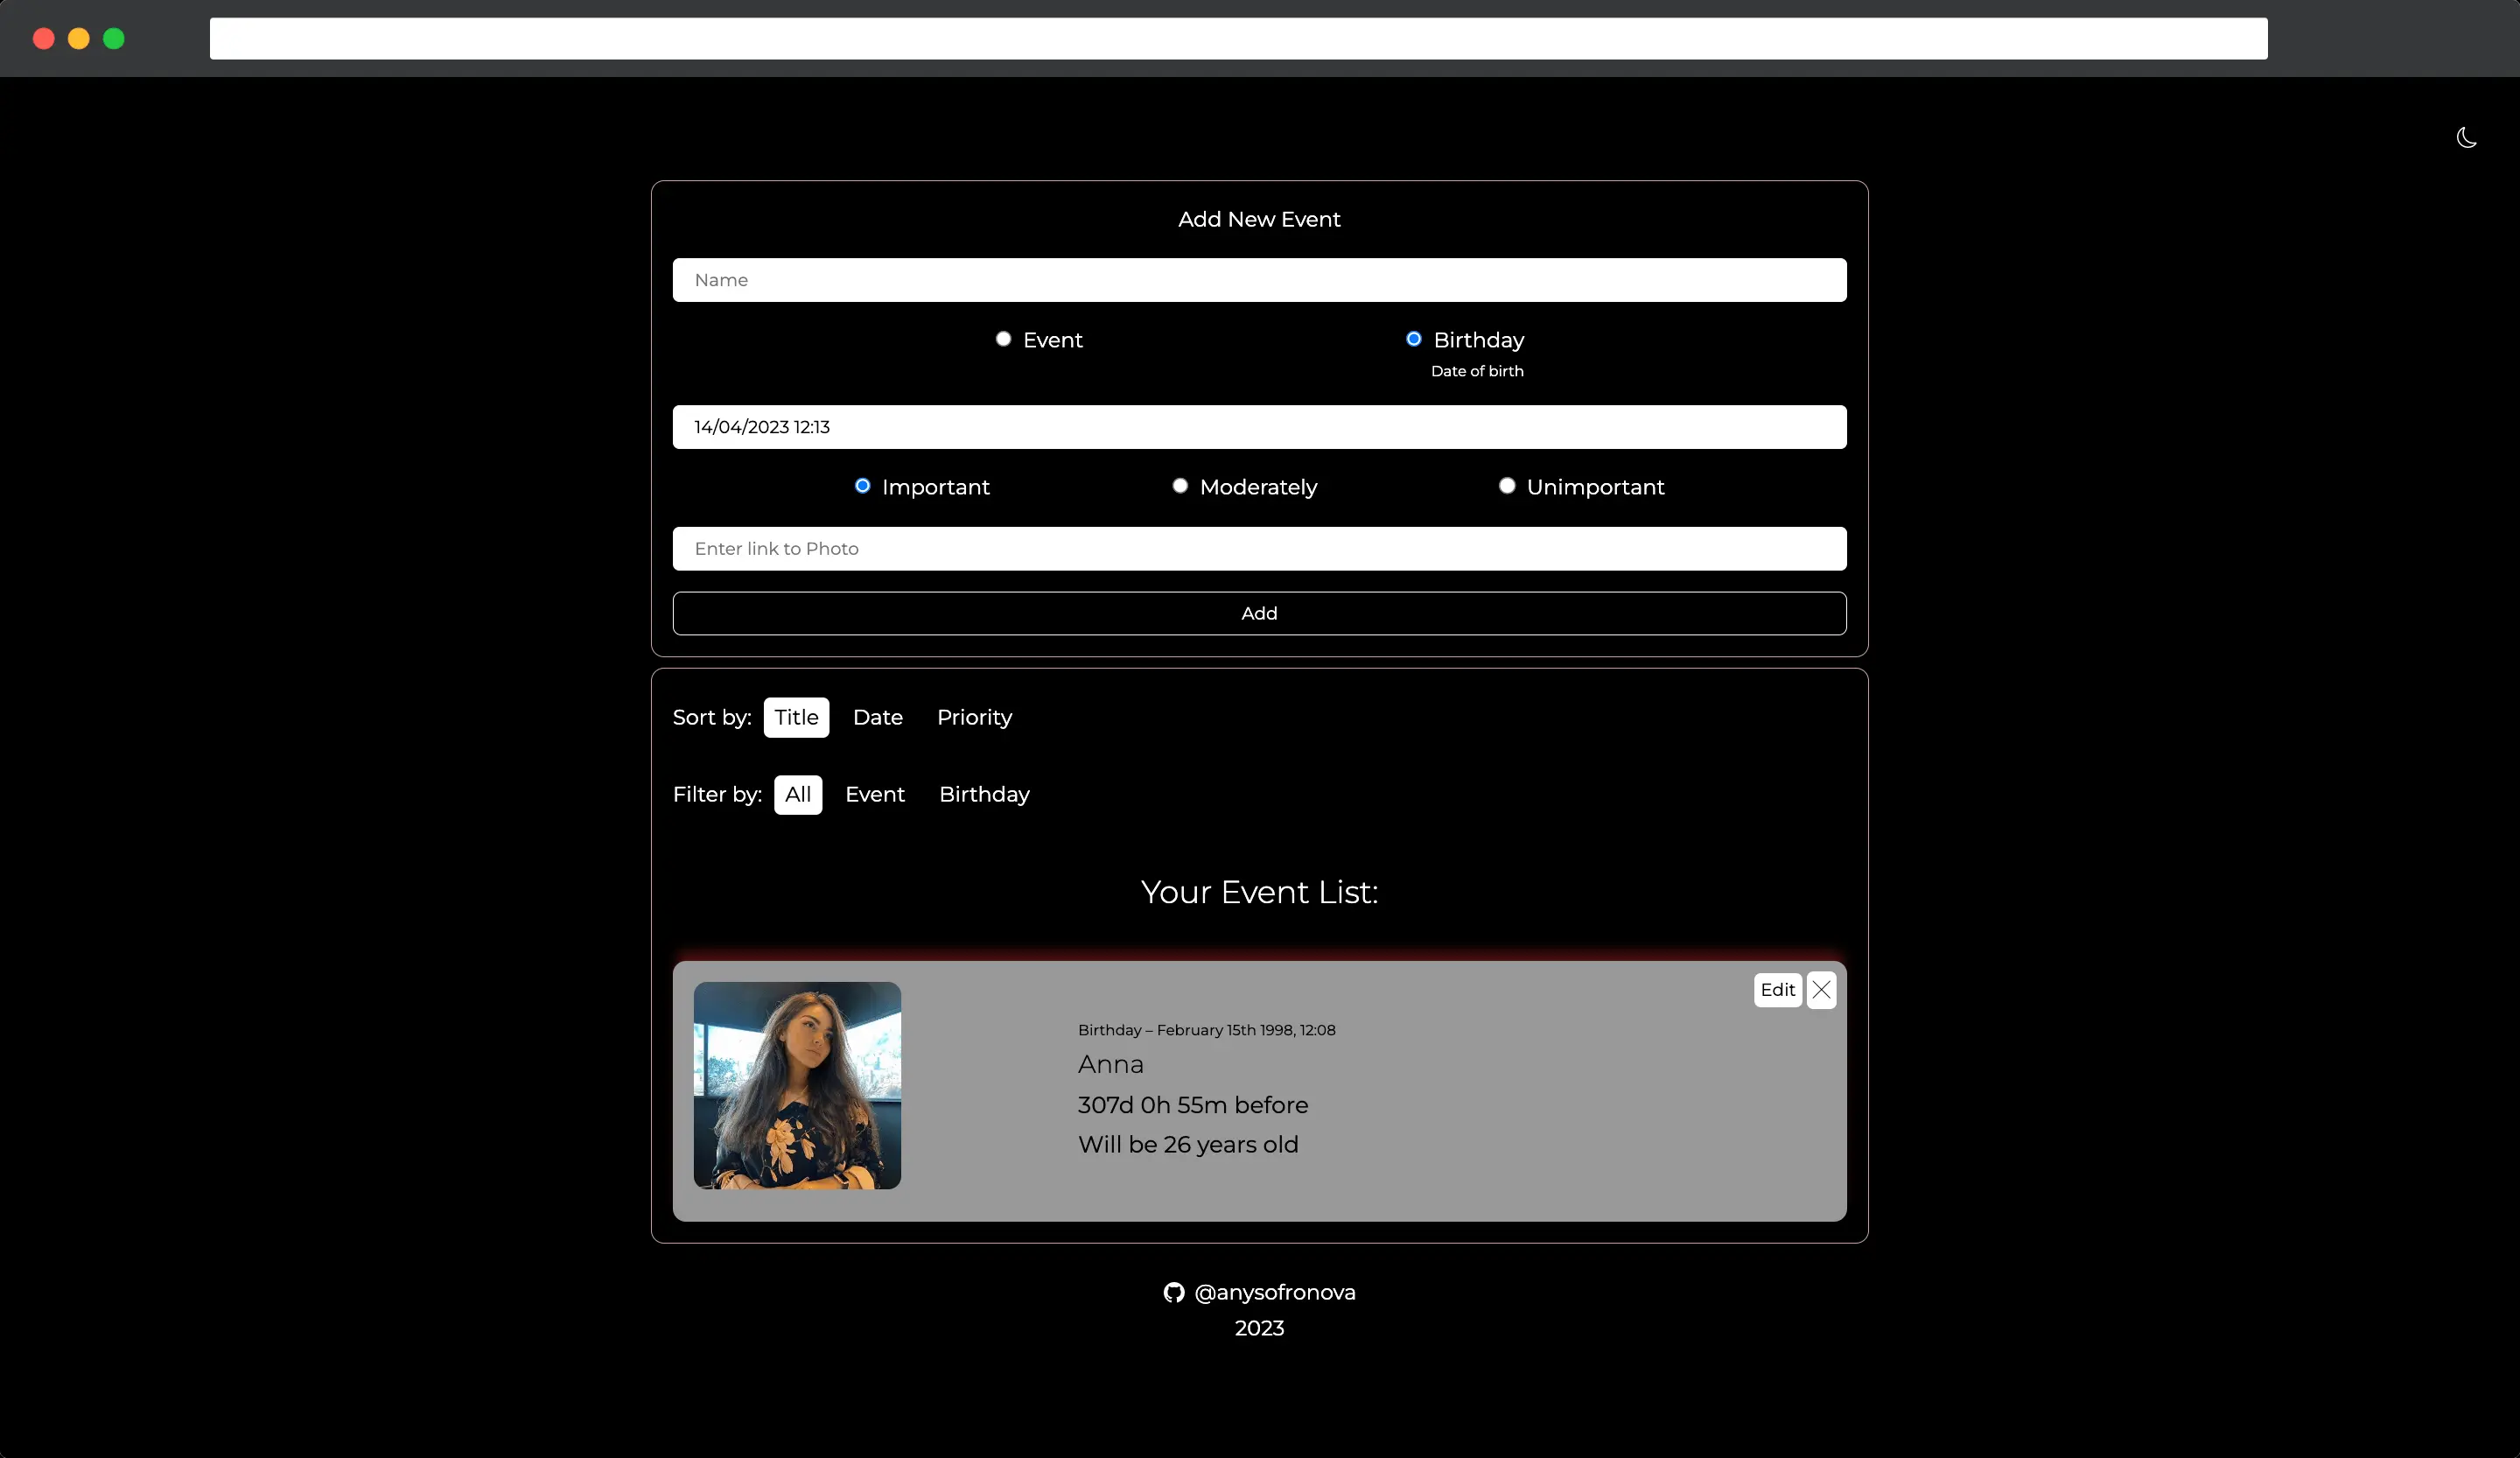 Add New Event
Name
Event Birthday
Date of birth
14/04/2023 12:13
Important Moderately Unimportant
Enter link to Photo
Add
Sort by: Title Date Priority
Filter by: All Event Birthday
Your Event List:
Edit
Birthday – February 15th 1998, 12:08
Anna
307d 0h 55m before
Will be 26 years old
@anysofronova
2023